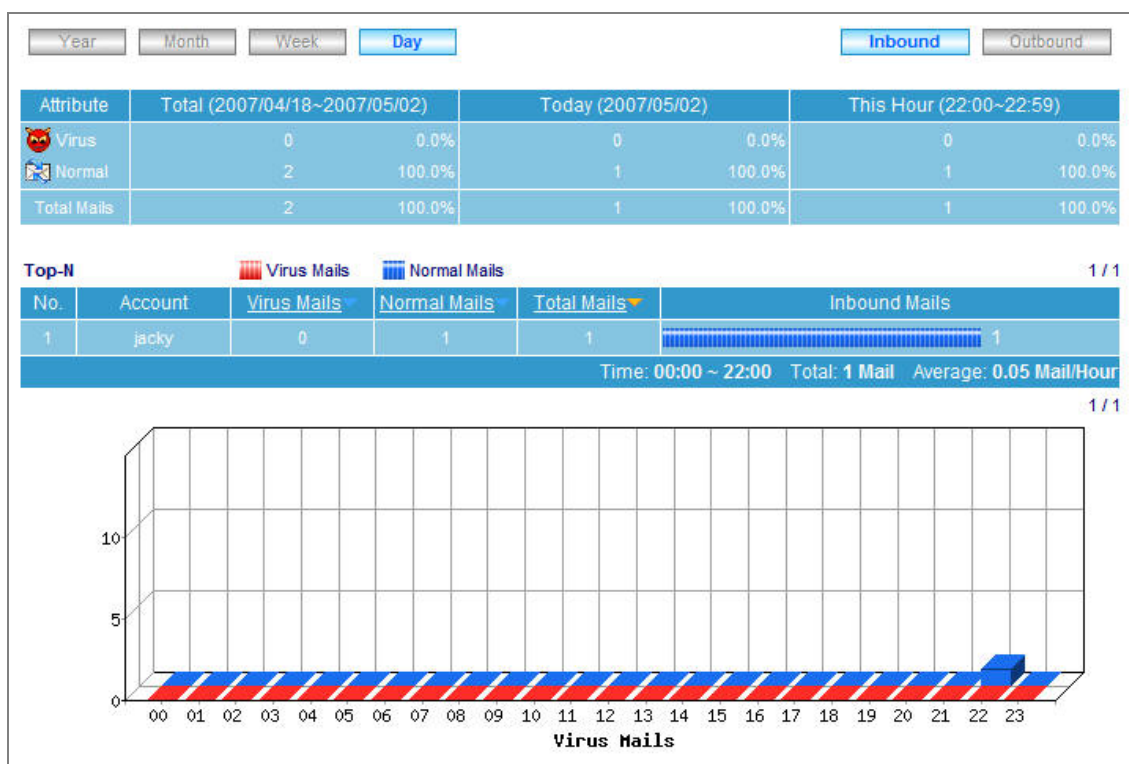 Year Month Week Day Inbound Outbound
Attribute Total (2007/04/18~2007/05/02) Today (2007/05/02) This Hour (22:00~22:59)
Virus 0 0.0% 0 0.0% 0 0.0%
Normal 2 100.0% 1 100.0% 1 100.0%
Total Mails 2 100.0% 1 100.0% 1 100.0%
Top-N Virus Mails Normal Mails 1 / 1
No. Account Virus Mails Normal Mails Total Mails Inbound Mails
1 jacky 0 1 1 1
Time: 00:00 ~ 22:00 Total: 1 Mail Average: 0.05 Mail/Hour
1 / 1
10
5
0
00 01 02 03 04 05 06 07 08 09 10 11 12 13 14 15 16 17 18 19 20 21 22 23
Virus Mails